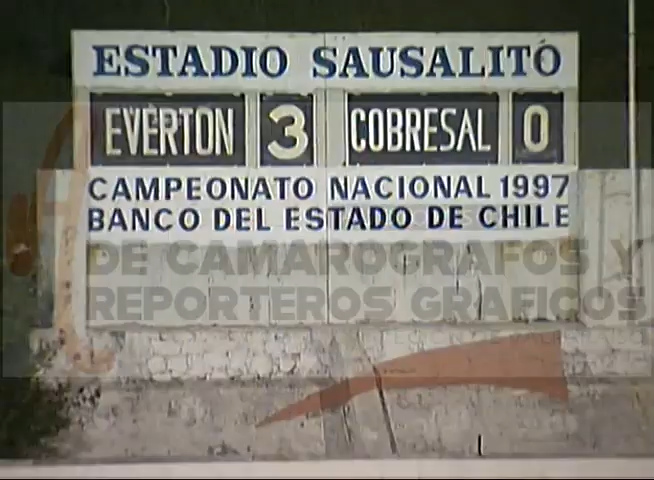 ESTADIO SAUSALITO
EVERTON 3 COBRESAL 0
CAMPEONATO NACIONAL 1997
BANCO DEL ESTADO DE CHILE
DE CAMAROGRAFOS Y
REPORTEROS GRAFICOS